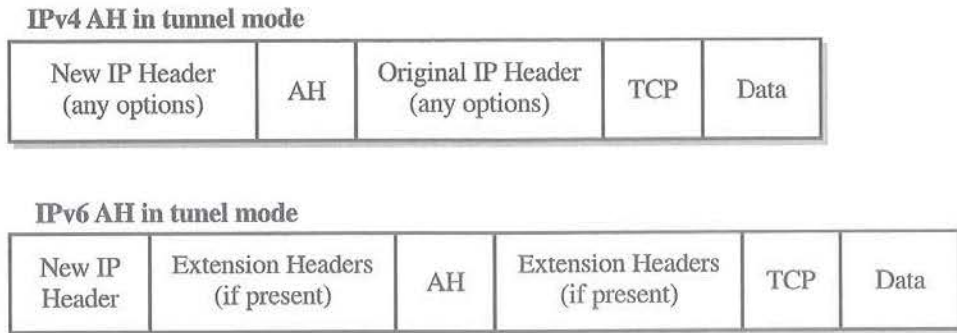 IPv4 AH in tunnel mode
New IP Header
(any options)
AH
Original IP Header
(any options)
TCP
Data
IPv6 AH in tunel mode
New IP
Header
Extension Headers
(if present)
AH
Extension Headers
(if present)
TCP
Data